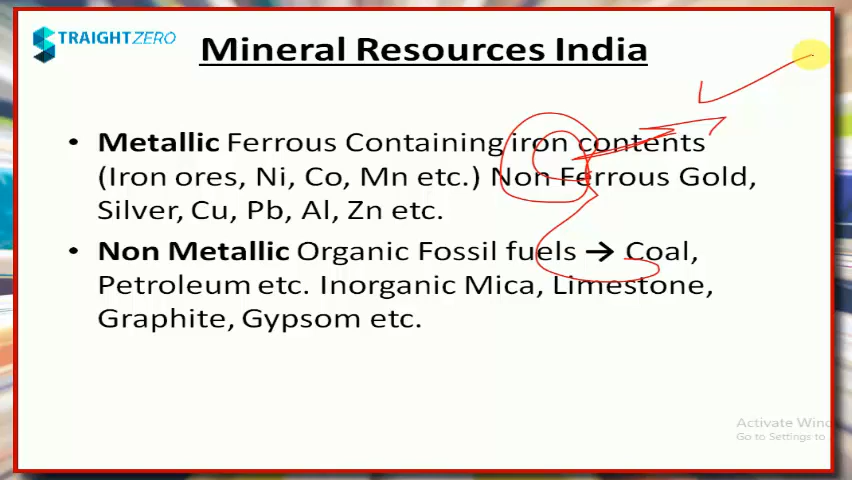 STRAIGHTZERO
Mineral Resources India
• Metallic Ferrous Containing iron contents
(Iron ores, Ni, Co, Mn etc.) Non Ferrous Gold,
Silver, Cu, Pb, Al, Zn etc.
• Non Metallic Organic Fossil fuels → Coal,
Petroleum etc. Inorganic Mica, Limestone,
Graphite, Gypsom etc.
Activate Wind
Go to Settings to